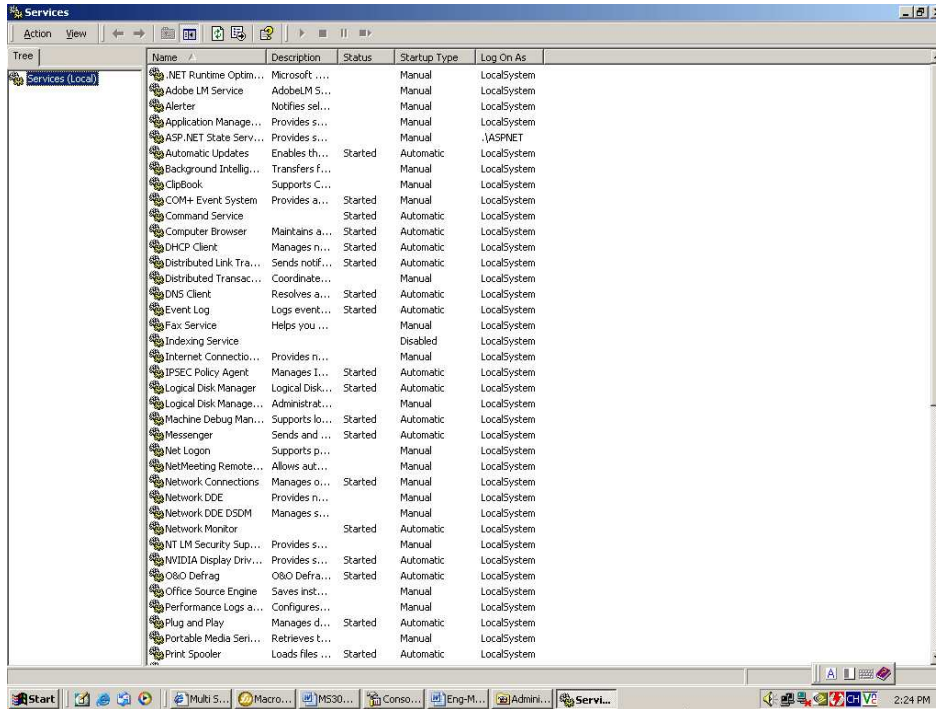 Services
Action View
Tree
Services (Local)
Name Description Status Startup Type Log On As
.NET Runtime Optim... Microsoft .... Manual LocalSystem
Adobe LM Service AdobeLM S... Manual LocalSystem
Alerter Notifies sel... Manual LocalSystem
Application Manage... Provides s... Manual LocalSystem
ASP.NET State Serv... Provides s... Manual .\ASPNET
Automatic Updates Enables th... Started Automatic LocalSystem
Background Intellig... Transfers f... Manual LocalSystem
ClipBook Supports C... Manual LocalSystem
COM+ Event System Provides a... Started Manual LocalSystem
Command Service Started Automatic LocalSystem
Computer Browser Maintains a... Started Automatic LocalSystem
DHCP Client Manages n... Started Automatic LocalSystem
Distributed Link Tra... Sends notif... Started Automatic LocalSystem
Distributed Transac... Coordinate... Manual LocalSystem
DNS Client Resolves a... Started Automatic LocalSystem
Event Log Logs event... Started Automatic LocalSystem
Fax Service Helps you ... Manual LocalSystem
Indexing Service Disabled LocalSystem
Internet Connectio... Provides n... Manual LocalSystem
IPSEC Policy Agent Manages I... Started Automatic LocalSystem
Logical Disk Manager Logical Disk... Started Automatic LocalSystem
Logical Disk Manage... Administrat... Manual LocalSystem
Machine Debug Man... Supports lo... Started Automatic LocalSystem
Messenger Sends and ... Started Automatic LocalSystem
Net Logon Supports p... Manual LocalSystem
NetMeeting Remote... Allows aut... Manual LocalSystem
Network Connections Manages o... Started Manual LocalSystem
Network DDE Provides n... Manual LocalSystem
Network DDE DSDM Manages s... Manual LocalSystem
Network Monitor Started Automatic LocalSystem
NT LM Security Sup... Provides s... Manual LocalSystem
NVIDIA Display Driv... Provides s... Started Automatic LocalSystem
O&O Defrag O&O Defra... Started Automatic LocalSystem
Office Source Engine Saves inst... Manual LocalSystem
Performance Logs a... Configures... Manual LocalSystem
Plug and Play Manages d... Started Automatic LocalSystem
Portable Media Seri... Retrieves t... Manual LocalSystem
Print Spooler Loads files ... Started Automatic LocalSystem
A
Start Multi S... Macro... MS30... Conso... Eng-M... Admini... Servi... CH 2:24 PM